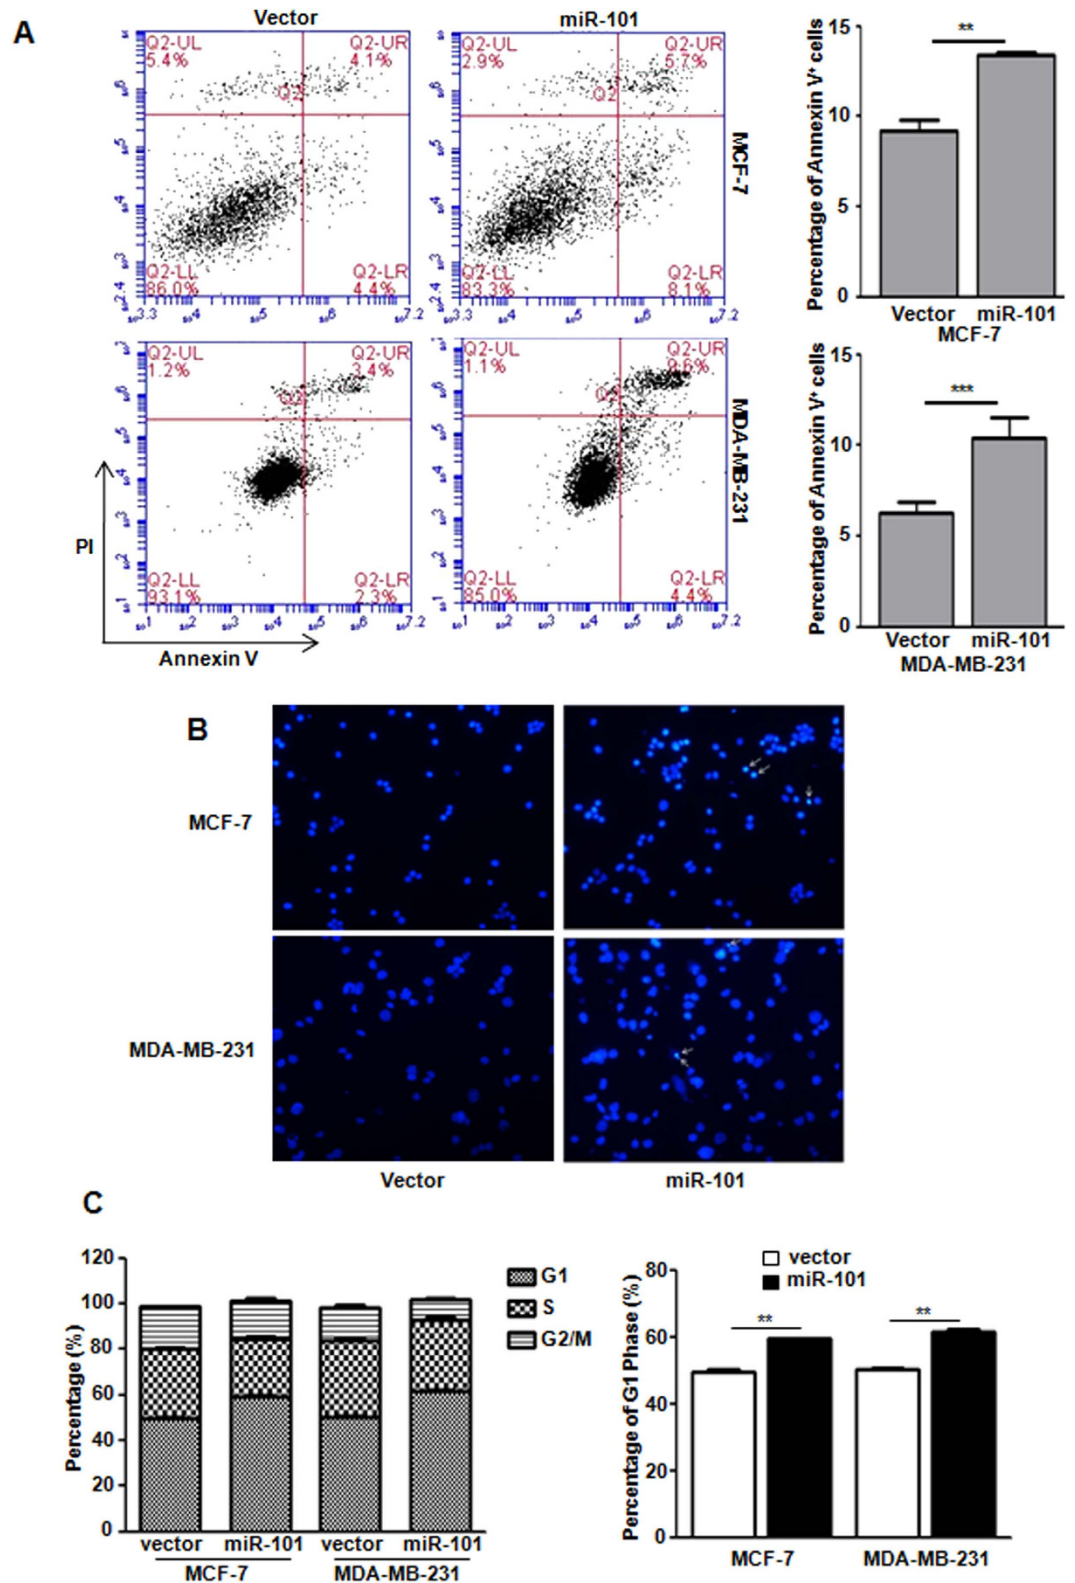 A
Vector
miR-101
Q2-UL
5.4%
Q2-UR
4.1%
Q2
Q2-LL
86.0%
Q2-LR
4.4%
Q2-UL
2.9%
Q2-UR
5.7%
Q2
Q2-LL
83.3%
Q2-LR
8.1%
MCF-7
Q2-UL
1.2%
Q2-UR
3.4%
Q2
Q2-LL
93.1%
Q2-LR
2.3%
Q2-UL
1.1%
Q2-UR
9.6%
Q2
Q2-LL
85.0%
Q2-LR
4.4%
MDA-MB-231
PI
Annexin V
Percentage of Annexin V⁺ cells
15
10
5
0
**
Vector miR-101
MCF-7
Percentage of Annexin V⁺ cells
15
10
5
0
***
Vector miR-101
MDA-MB-231
B
MCF-7
MDA-MB-231
Vector
miR-101
C
Percentage (%)
120
100
80
60
40
20
0
vector miR-101 vector miR-101
MCF-7 MDA-MB-231
G1
S
G2/M
Percentage of G1 Phase (%)
80
60
40
20
0
vector
miR-101
**
**
MCF-7 MDA-MB-231